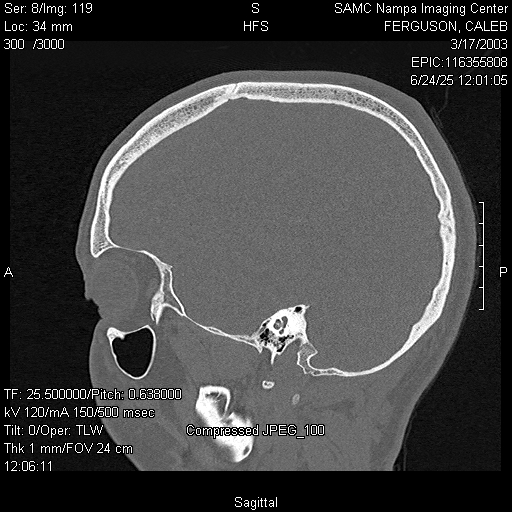 Ser: 8/Img: 119
Loc: 34 mm
300 /3000
S
HFS
SAMC Nampa Imaging Center
FERGUSON, CALEB
3/17/2003
EPIC:116355808
6/24/25 12:01:05
A
P
TF: 25.500000/Pitch: 0.638000
kV 120/mA 150/500 msec
Tilt: 0/Oper: TLW
Thk 1 mm/FOV 24 cm
12:06:11
Compressed JPEG_100
Sagittal